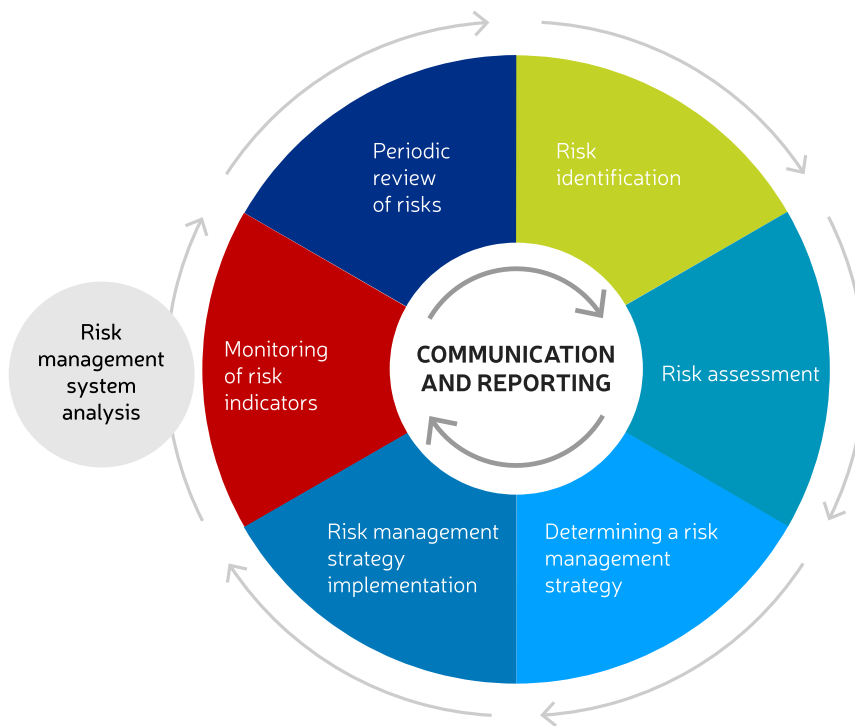 Periodic
review
of risks
Risk
identification
Risk
management
system
analysis
Monitoring
of risk
indicators
COMMUNICATION
AND REPORTING
Risk assessment
Risk management
strategy
implementation
Determining a risk
management
strategy